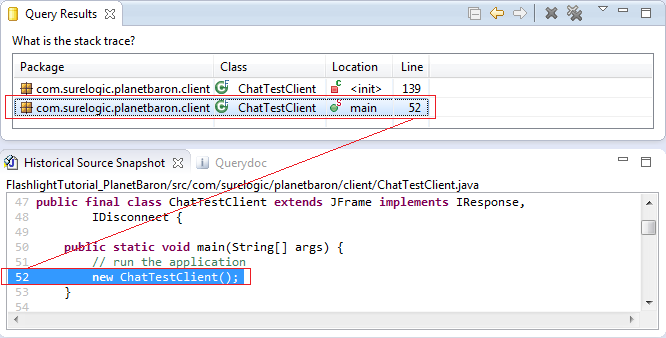 Query Results
What is the stack trace?
Package Class Location Line
com.surelogic.planetbaron.client ChatTestClient <init> 139
com.surelogic.planetbaron.client ChatTestClient main 52
Historical Source Snapshot Querydoc
FlashlightTutorial_PlanetBaron/src/com/surelogic/planetbaron/client/ChatTestClient.java
47 public final class ChatTestClient extends JFrame implements IResponse,
48 IDisconnect {
49
50 public static void main(String[] args) {
51 // run the application
52 new ChatTestClient();
53 }
54